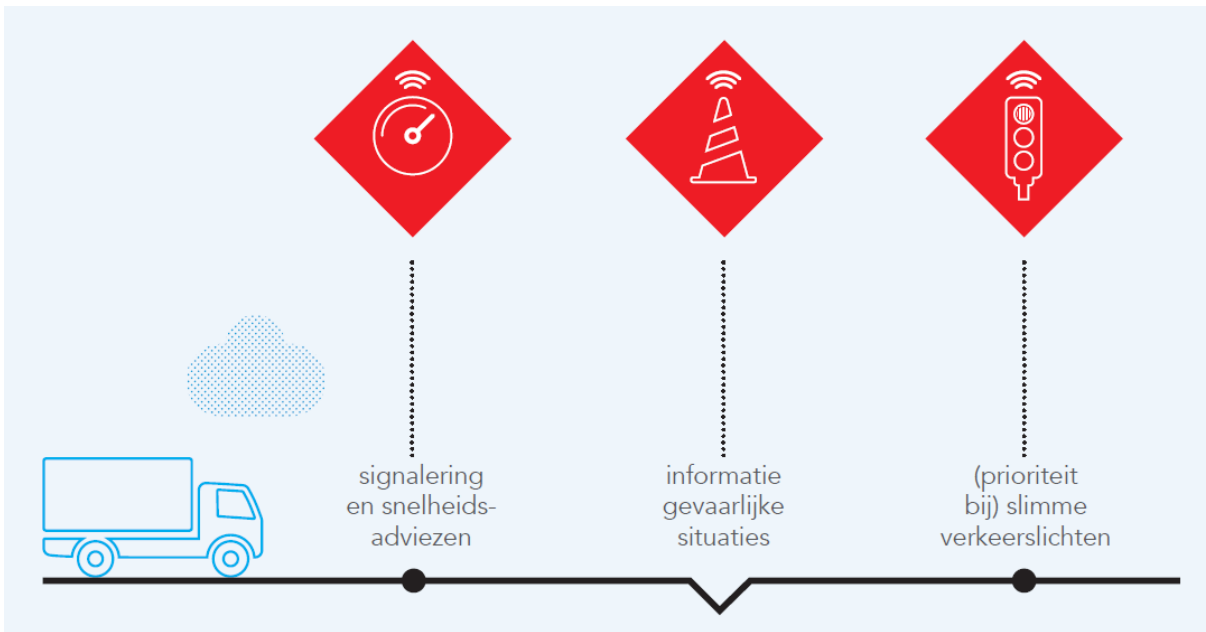 signalering
en snelheids-
adviezen
informatie
gevaarlijke
situaties
(prioriteit
bij) slimme
verkeerslichten